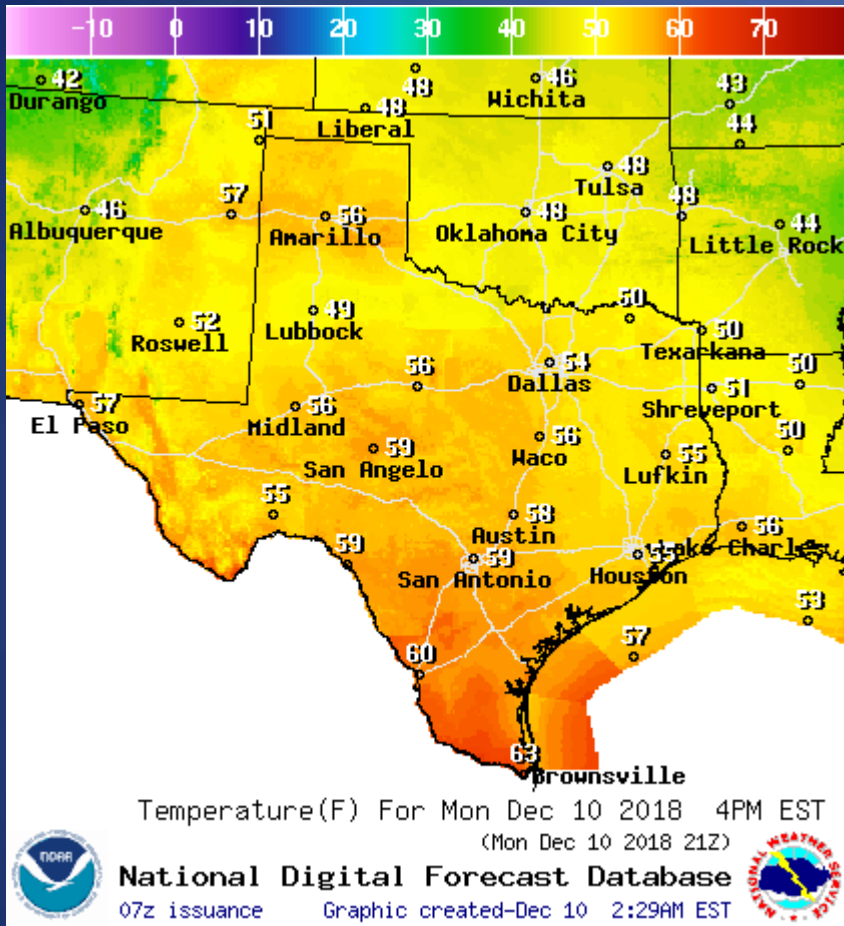 -10 0 10 20 30 40 50 60 70
42 48 46 43
Durango Wichita
51 48 44
Liberal
48
Tulsa
46 57 56 48 48 44
Albuquerque Amarillo Oklahoma City Little Rock
52 49 50 50
Roswell Lubbock Texarkana
56 54 50
Dallas
57 56 51
El Paso Midland Shreveport
59 56 55 50
San Angelo Waco Lufkin
55 58 56
Austin Lake Charles
59 59 55
San Antonio Houston
53
60 57
63
Brownsville
Temperature(F) For Mon Dec 10 2018 4PM EST
(Mon Dec 10 2018 21Z)
National Digital Forecast Database
07z issuance Graphic created-Dec 10 2:29AM EST
NOAA
NATIONAL WEATHER SERVICE